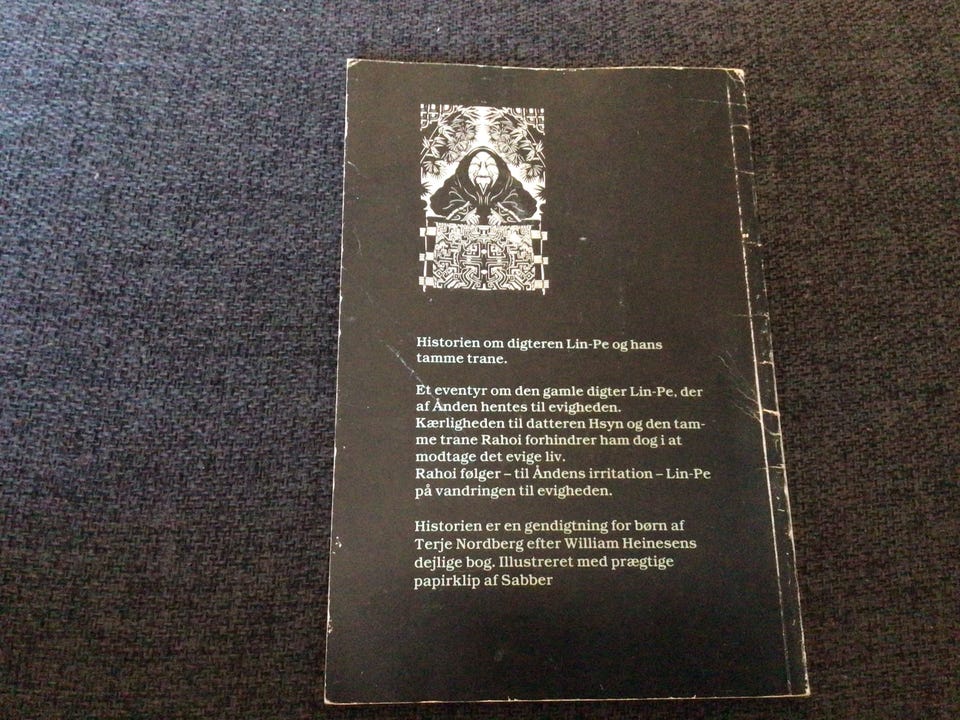 Historien om digteren Lin-Pe og hans
tamme trane.
Et eventyr om den gamle digter Lin-Pe, der
af Ånden hentes til evigheden.
Kærligheden til datteren Hsyn og den tam-
me trane Rahoi forhindrer ham dog i at
modtage det evige liv.
Rahoi følger – til Åndens irritation – Lin-Pe
på vandringen til evigheden.
Historien er en gendigtning for børn af
Terje Nordberg efter William Heinesens
dejlige bog. Illustreret med prægtige
papirklip af Sabber